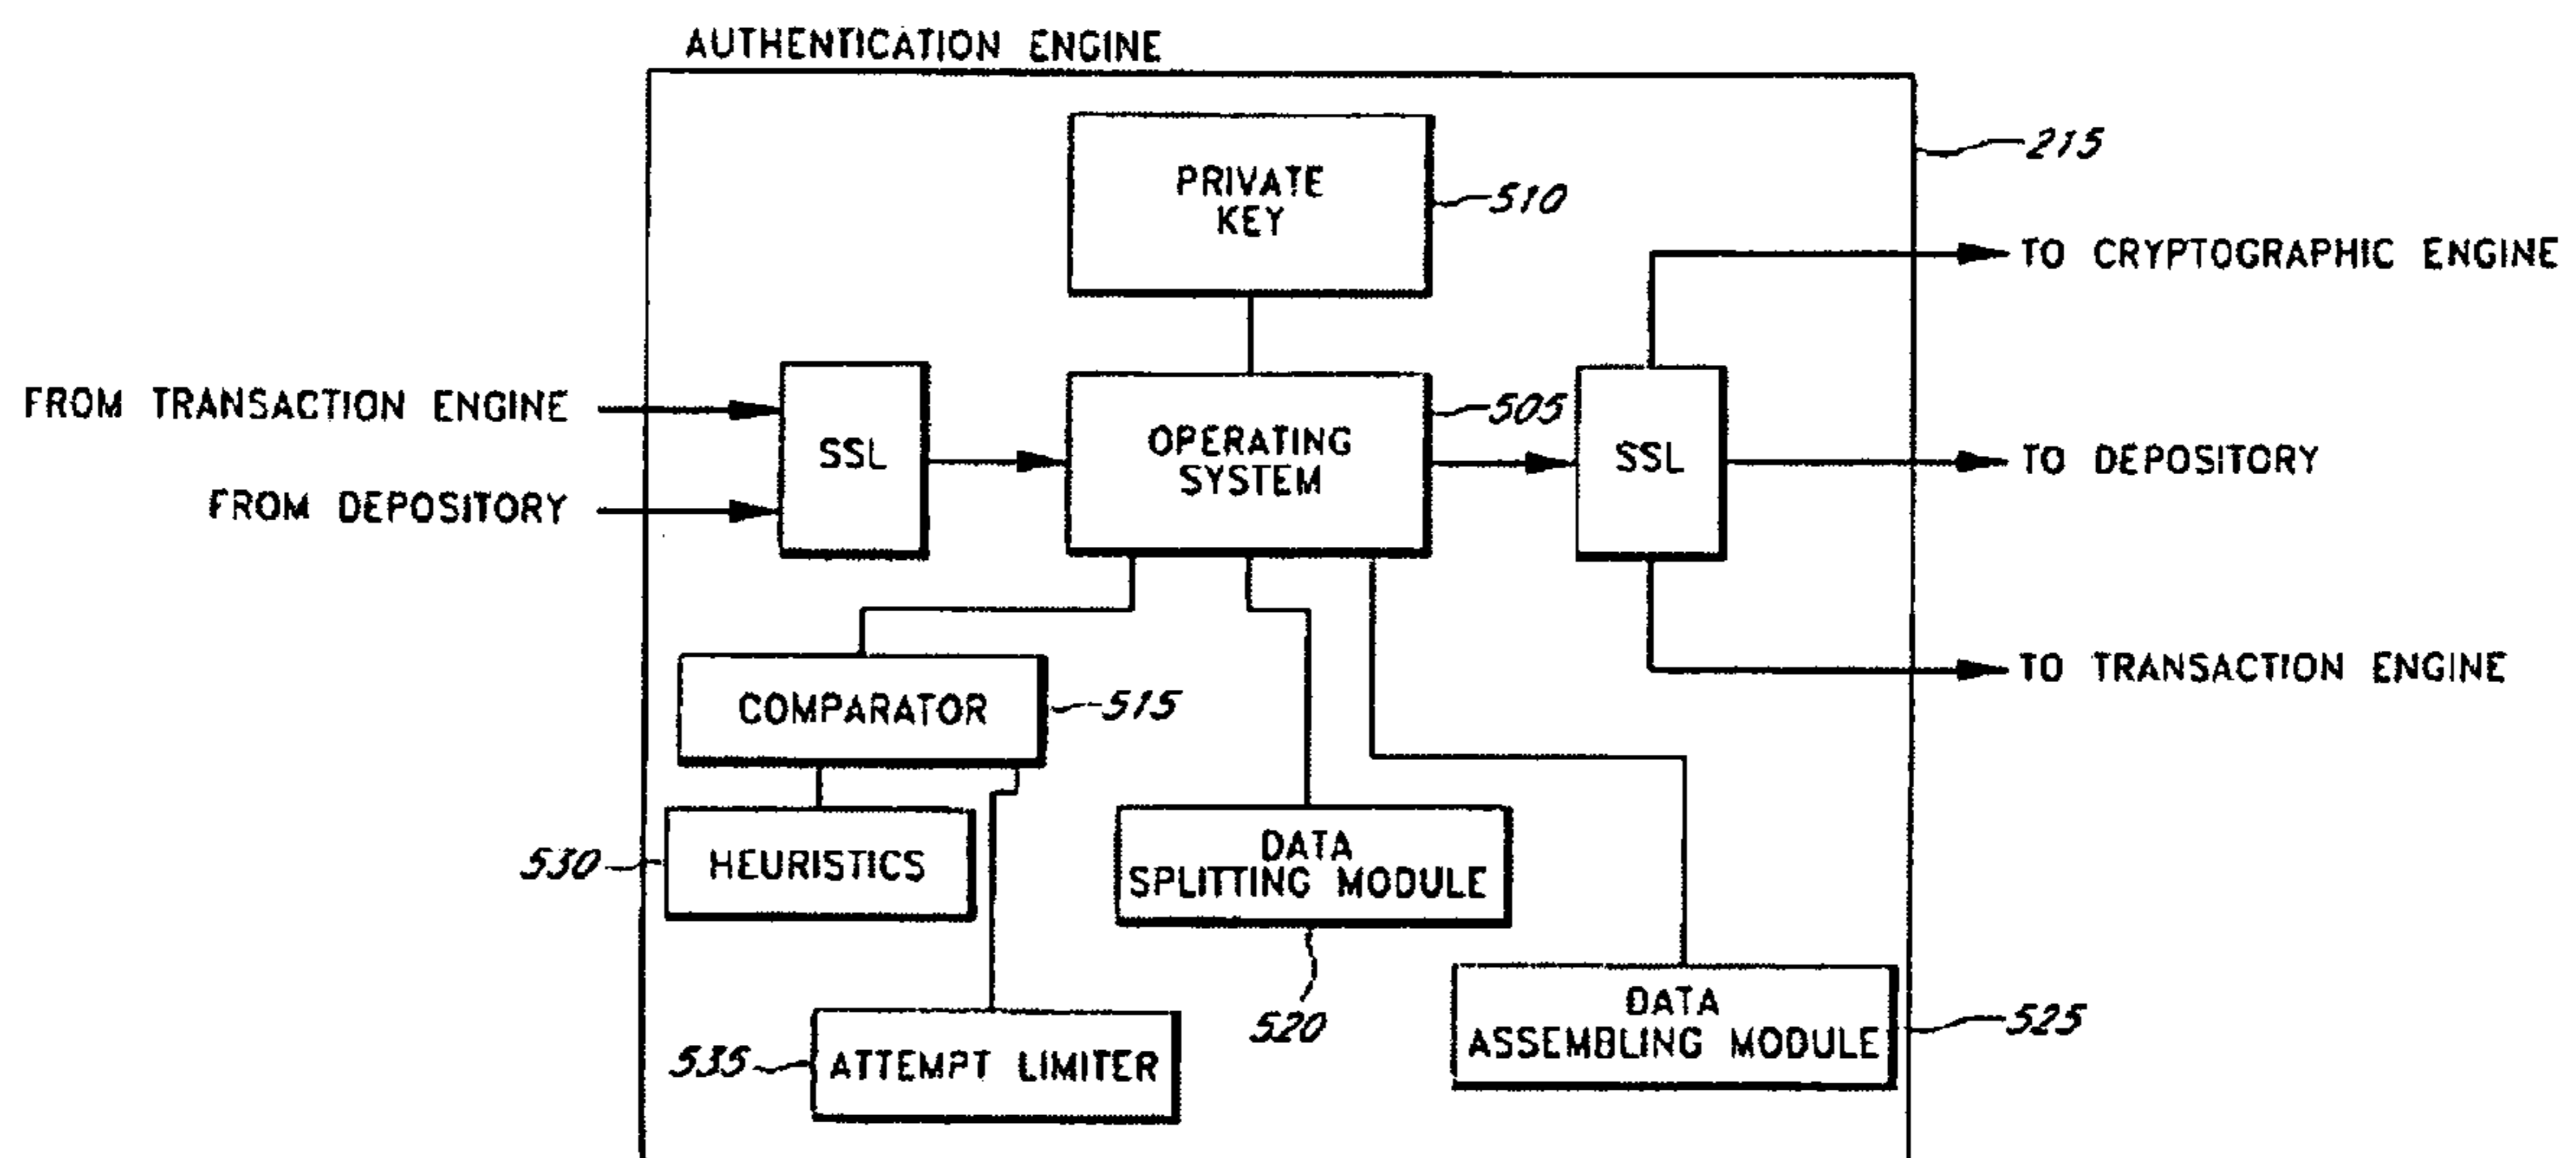 AUTHENTICATION ENGINE
215
PRIVATE
KEY
510
TO CRYPTOGRAPHIC ENGINE
FROM TRANSACTION ENGINE
505
SSL
OPERATING
SYSTEM
SSL
TO DEPOSITORY
FROM DEPOSITORY
TO TRANSACTION ENGINE
COMPARATOR
515
530
HEURISTICS
DATA
SPLITTING MODULE
520
DATA
ASSEMBLING MODULE
525
535
ATTEMPT LIMITER